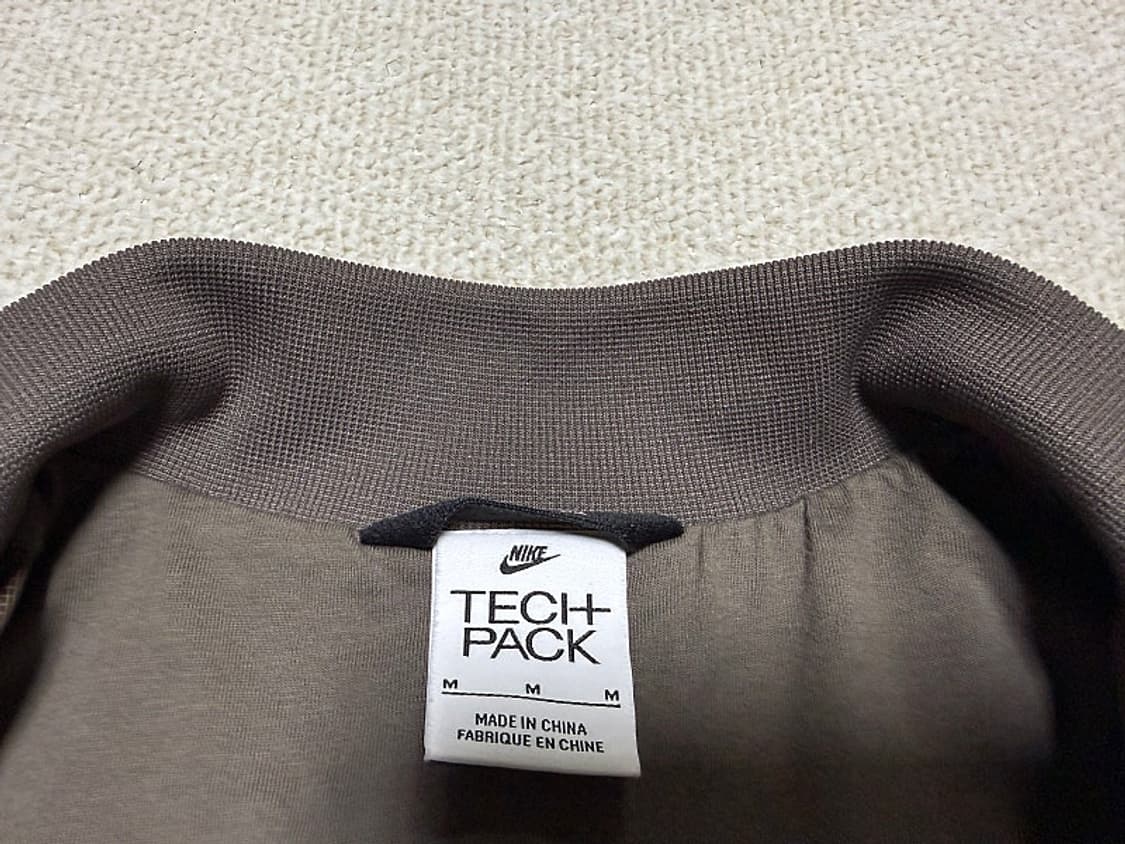 NIKE
TECH
PACK
M M M
MADE IN CHINA
FABRIQUE EN CHINE